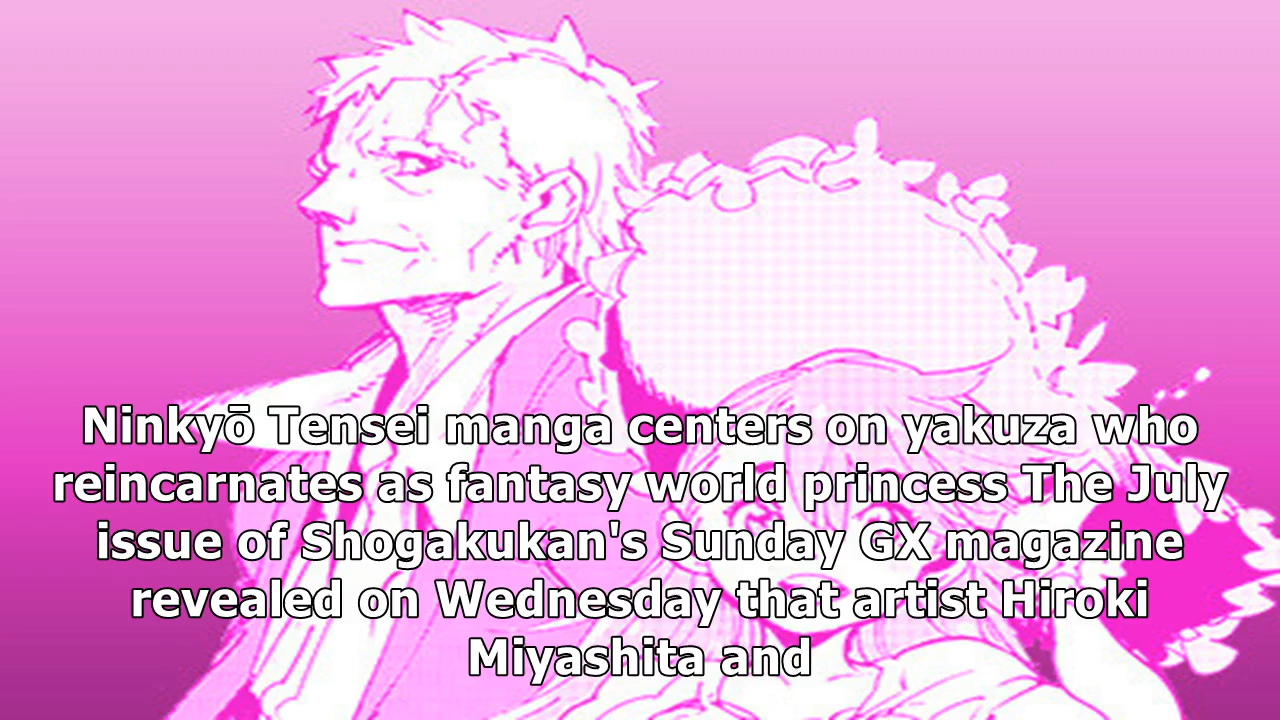 Ninkyō Tensei manga centers on yakuza who
reincarnates as fantasy world princess The July
issue of Shogakukan's Sunday GX magazine
revealed on Wednesday that artist Hiroki
Miyashita and